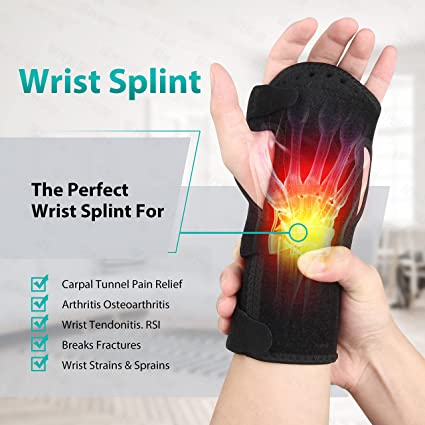 Wrist Splint
The Perfect
Wrist Splint For
Carpal Tunnel Pain Relief
Arthritis Osteoarthritis
Wrist Tendonitis. RSI
Breaks Fractures
Wrist Strains & Sprains